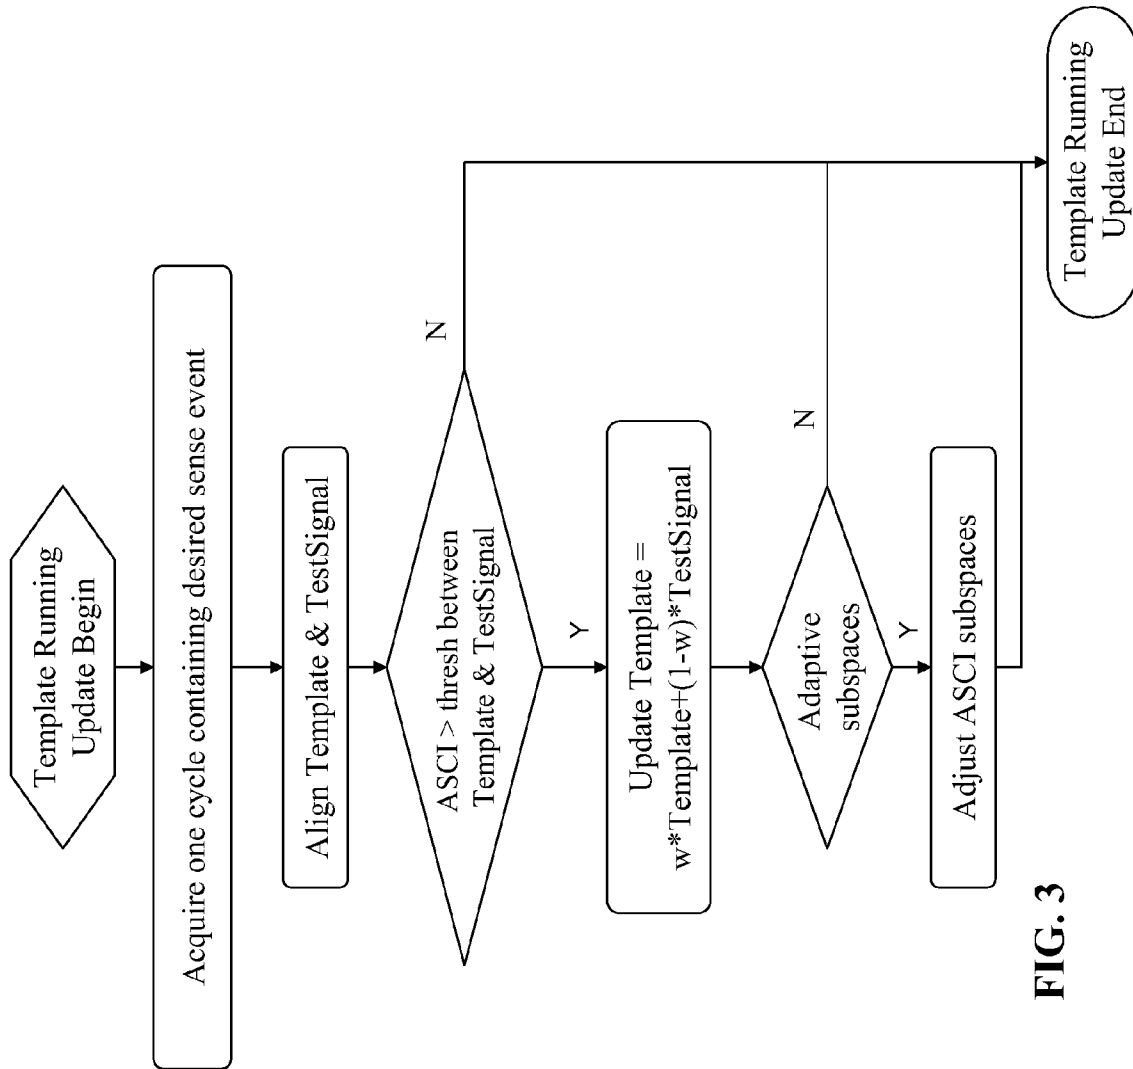 Template Running
Update Begin
Acquire one cycle containing desired sense event
Align Template & TestSignal
ASCI > thresh between
Template & TestSignal
N
Y
Update Template =
w*Template+(1-w)*TestSignal
Adaptive
subspaces
N
Y
Adjust ASCI subspaces
Template Running
Update End
FIG. 3